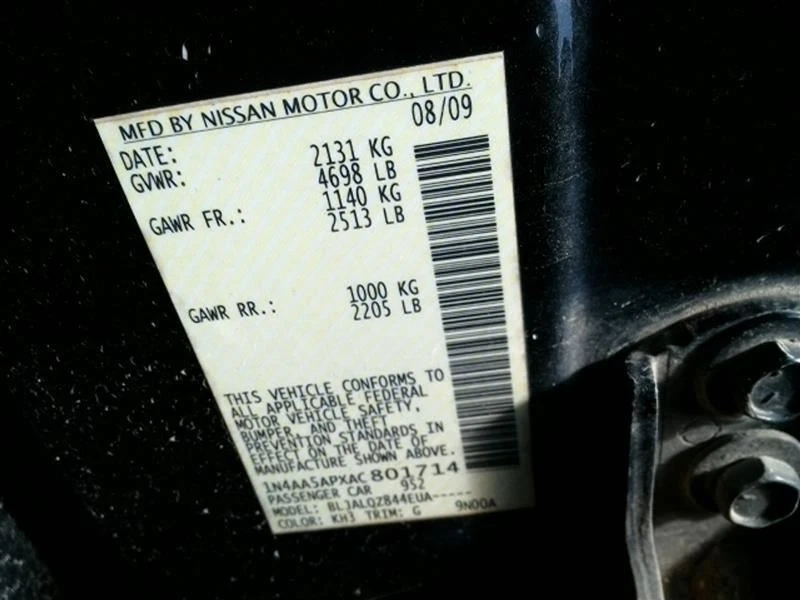 MFD BY NISSAN MOTOR CO., LTD.
DATE: 08/09
GVWR: 2131 KG
4698 LB
GAWR FR.: 1140 KG
2513 LB
GAWR RR.: 1000 KG
2205 LB
THIS VEHICLE CONFORMS TO
ALL APPLICABLE FEDERAL
MOTOR VEHICLE SAFETY,
BUMPER, AND THEFT
PREVENTION STANDARDS IN
EFFECT ON THE DATE OF
MANUFACTURE SHOWN ABOVE.
1N4AA5APXAC801714
PASSENGER CAR 952
MODEL: BLJALQZ844EUA-----
COLOR: KH3 TRIM: G 9N00A